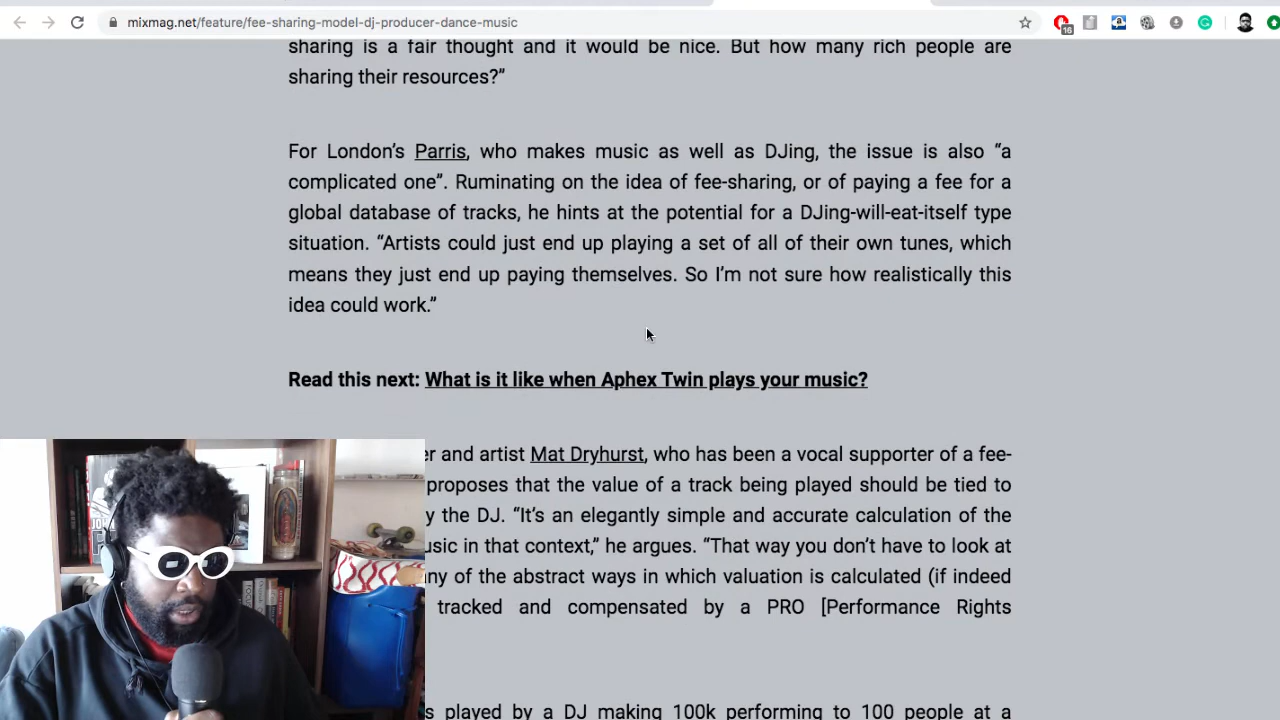 mixmag.net/feature/fee-sharing-model-dj-producer-dance-music
16
sharing is a fair thought and it would be nice. But how many rich people are
sharing their resources?”
For London’s Parris, who makes music as well as DJing, the issue is also “a
complicated one”. Ruminating on the idea of fee-sharing, or of paying a fee for a
global database of tracks, he hints at the potential for a DJing-will-eat-itself type
situation. “Artists could just end up playing a set of all of their own tunes, which
means they just end up paying themselves. So I’m not sure how realistically this
idea could work.”
Read this next: What is it like when Aphex Twin plays your music?
er and artist Mat Dryhurst, who has been a vocal supporter of a fee-
proposes that the value of a track being played should be tied to
y the DJ. “It’s an elegantly simple and accurate calculation of the
usic in that context,” he argues. “That way you don’t have to look at
ny of the abstract ways in which valuation is calculated (if indeed
tracked and compensated by a PRO [Performance Rights
s played by a DJ making 100k performing to 100 people at a